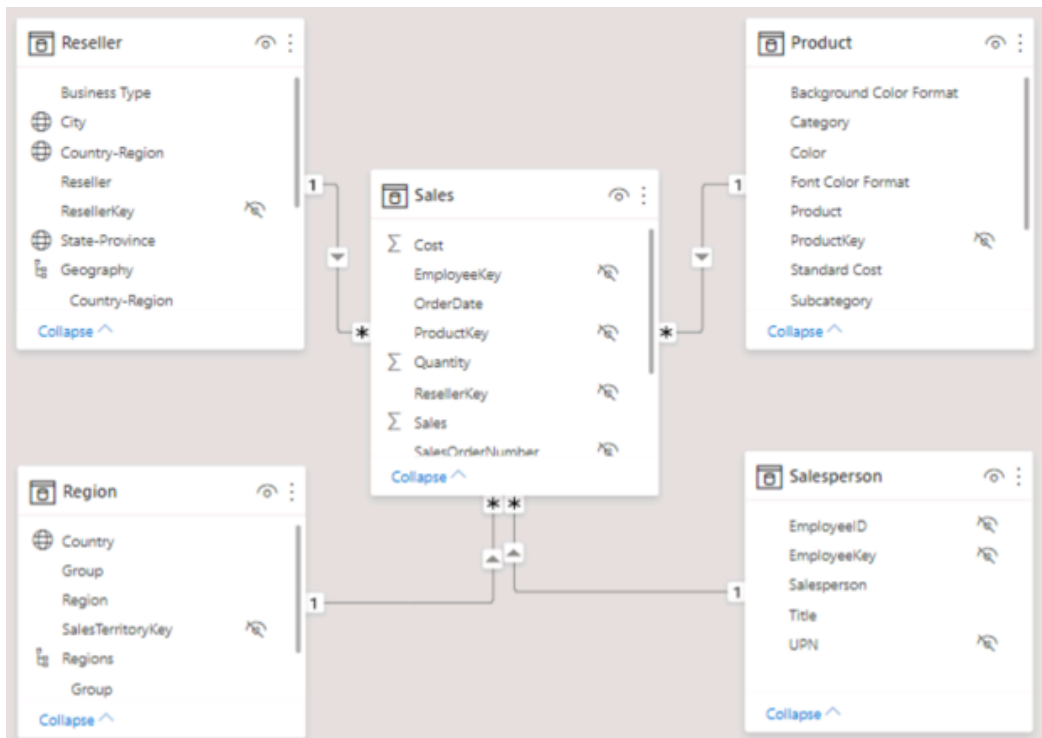 Reseller
Business Type
City
Country-Region
Reseller
ResellerKey
State-Province
Geography
Country-Region
Collapse
1
*
Product
Background Color Format
Category
Color
Font Color Format
Product
ProductKey
Standard Cost
Subcategory
Collapse
1
*
Sales
Σ Cost
EmployeeKey
OrderDate
ProductKey
Σ Quantity
ResellerKey
Σ Sales
SalesOrderNumber
Collapse
* *
Region
Country
Group
Region
SalesTerritoryKey
Regions
Group
Collapse
1
Salesperson
EmployeeID
EmployeeKey
Salesperson
Title
UPN
Collapse
1